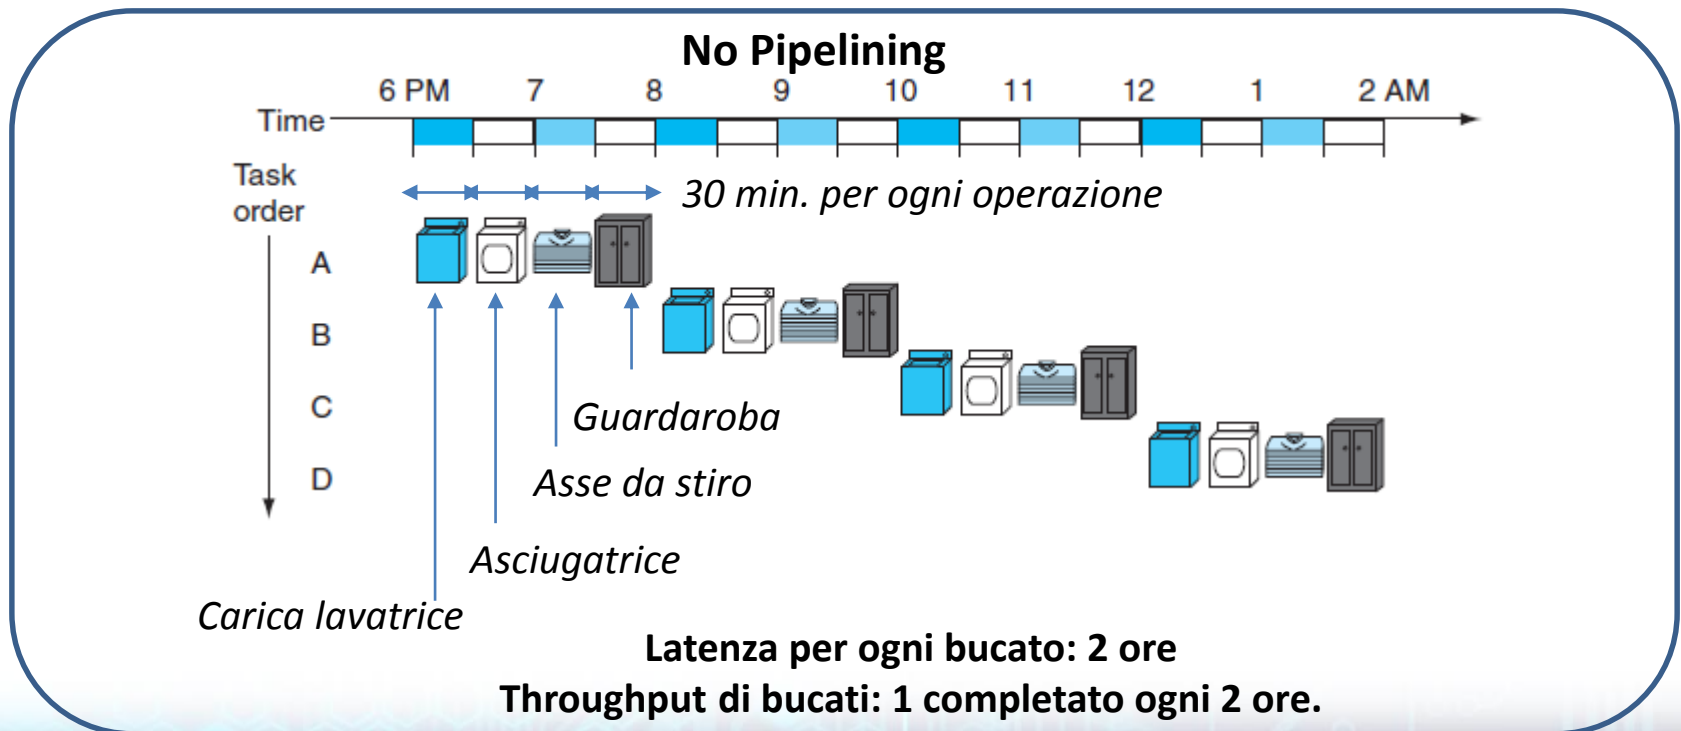 No Pipelining
6 PM 7 8 9 10 11 12 1 2 AM
Time
Task
order
30 min. per ogni operazione
A
B
C
D
Guardaroba
Asse da stiro
Asciugatrice
Carica lavatrice
Latenza per ogni bucato: 2 ore
Throughput di bucati: 1 completato ogni 2 ore.